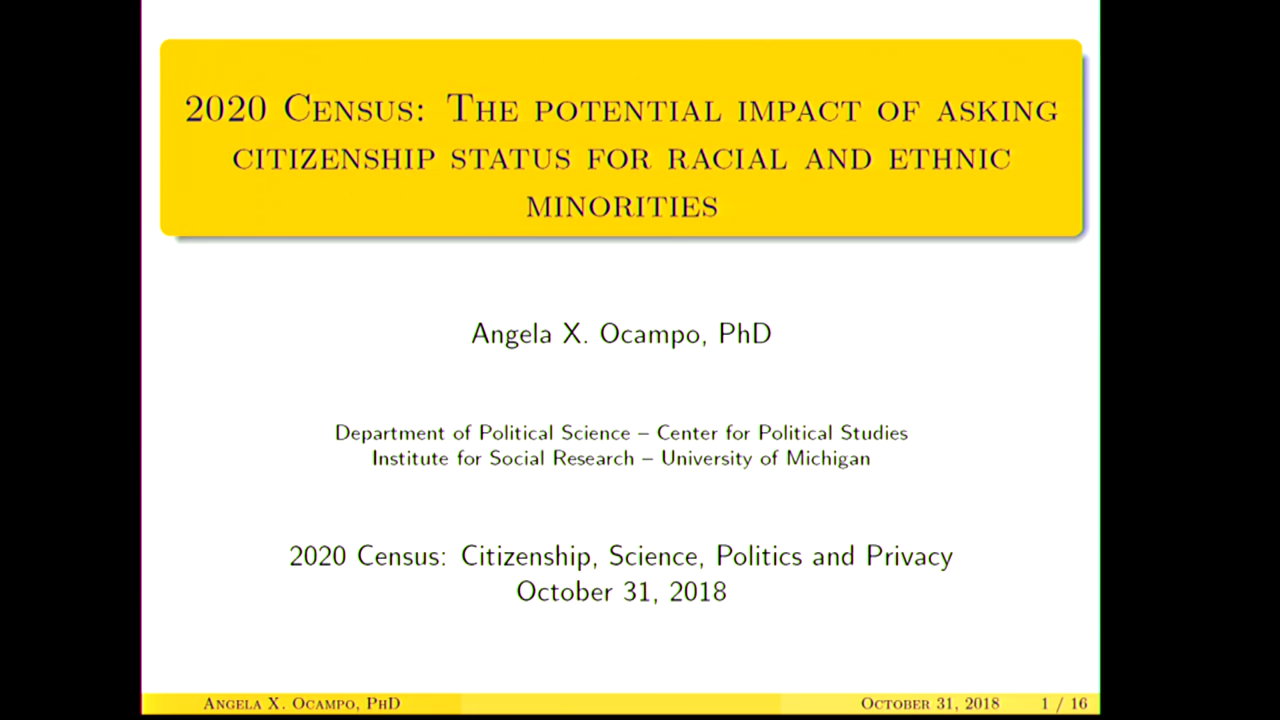 2020 Census: The potential impact of asking
citizenship status for racial and ethnic
minorities
Angela X. Ocampo, PhD
Department of Political Science – Center for Political Studies
Institute for Social Research – University of Michigan
2020 Census: Citizenship, Science, Politics and Privacy
October 31, 2018
Angela X. Ocampo, PhD October 31, 2018 1 / 16